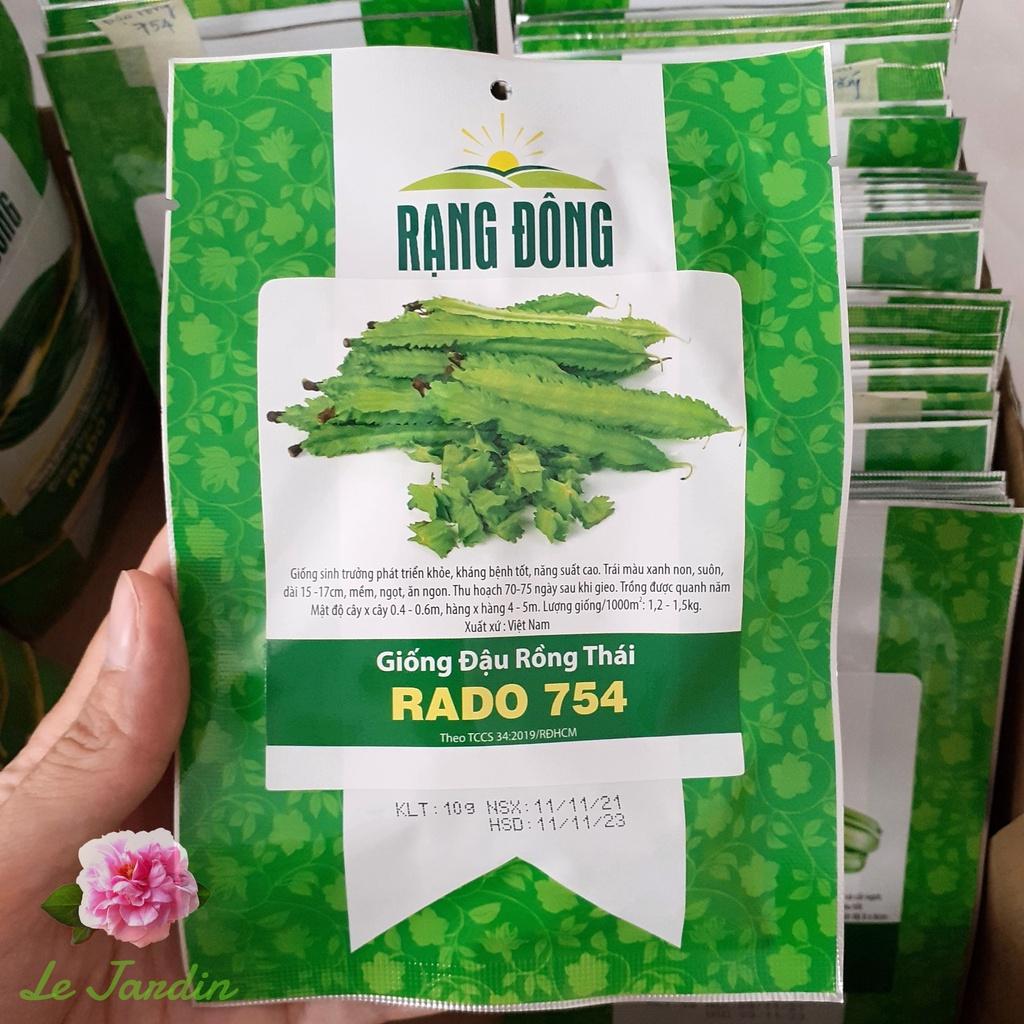 754
RẠNG ĐÔNG
Giống sinh trưởng phát triển khỏe, kháng bệnh tốt, năng suất cao. Trái màu xanh non, suôn,
dài 15 -17cm, mềm, ngọt, ăn ngon. Thu hoạch 70-75 ngày sau khi gieo. Trồng được quanh năm
Mật độ cây x cây 0.4 - 0.6m, hàng x hàng 4 - 5m. Lượng giống/1000m²: 1,2 - 1,5kg.
Xuất xứ : Việt Nam
Giống Đậu Rồng Thái
RADO 754
Theo TCCS 34:2019/RĐHCM
KLT: 10g NSX: 11/11/21
HSD: 11/11/23
Le Jardin